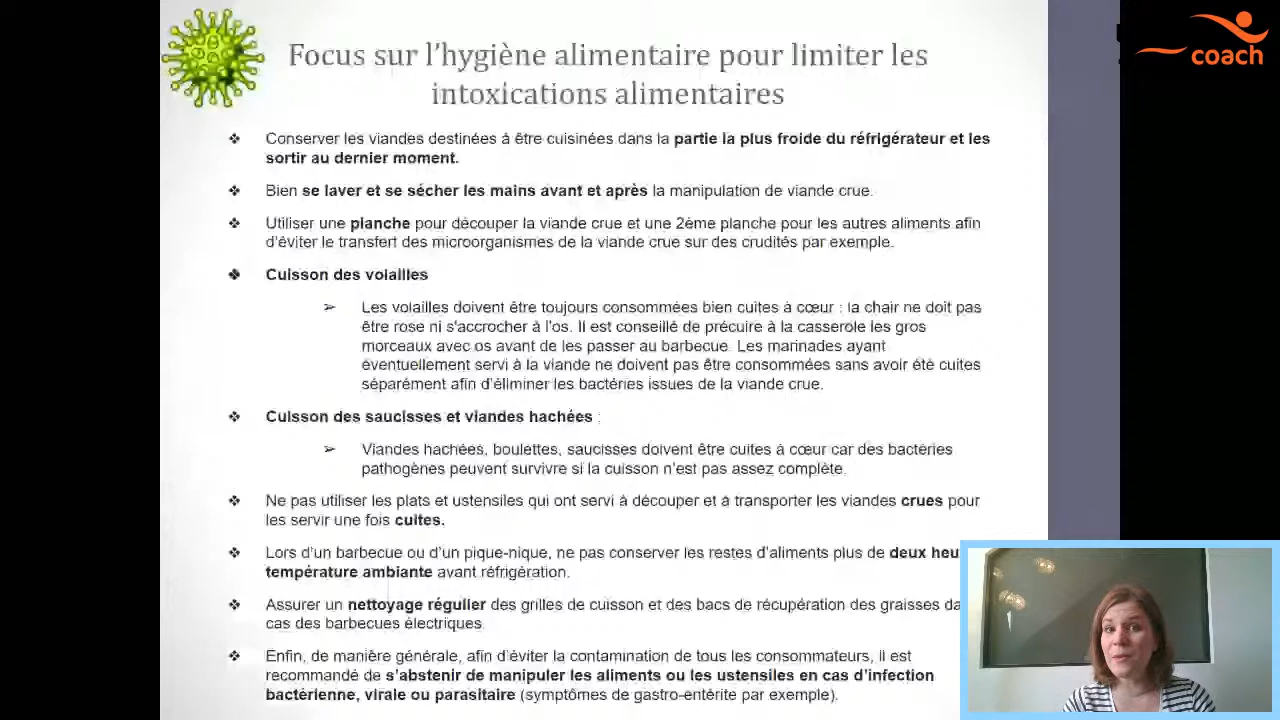 Focus sur l'hygiène alimentaire pour limiter les
intoxications alimentaires
coach
❖ Conserver les viandes destinées à être cuisinées dans la partie la plus froide du réfrigérateur et les
sortir au dernier moment.
❖ Bien se laver et se sécher les mains avant et après la manipulation de viande crue.
❖ Utiliser une planche pour découper la viande crue et une 2ème planche pour les autres aliments afin
d'éviter le transfert des microorganismes de la viande crue sur des crudités par exemple.
❖ Cuisson des volailles
➢ Les volailles doivent être toujours consommées bien cuites à cœur : la chair ne doit pas
être rose ni s'accrocher à l'os. Il est conseillé de précuire à la casserole les gros
morceaux avec os avant de les passer au barbecue. Les marinades ayant
éventuellement servi à la viande ne doivent pas être consommées sans avoir été cuites
séparément afin d'éliminer les bactéries issues de la viande crue.
❖ Cuisson des saucisses et viandes hachées :
➢ Viandes hachées, boulettes, saucisses doivent être cuites à cœur car des bactéries
pathogènes peuvent survivre si la cuisson n'est pas assez complète.
❖ Ne pas utiliser les plats et ustensiles qui ont servi à découper et à transporter les viandes crues pour
les servir une fois cuites.
❖ Lors d'un barbecue ou d'un pique-nique, ne pas conserver les restes d'aliments plus de deux heu
température ambiante avant réfrigération.
❖ Assurer un nettoyage régulier des grilles de cuisson et des bacs de récupération des graisses da
cas des barbecues électriques.
❖ Enfin, de manière générale, afin d'éviter la contamination de tous les consommateurs, il est
recommandé de s'abstenir de manipuler les aliments ou les ustensiles en cas d'infection
bactérienne, virale ou parasitaire (symptômes de gastro-entérite par exemple).